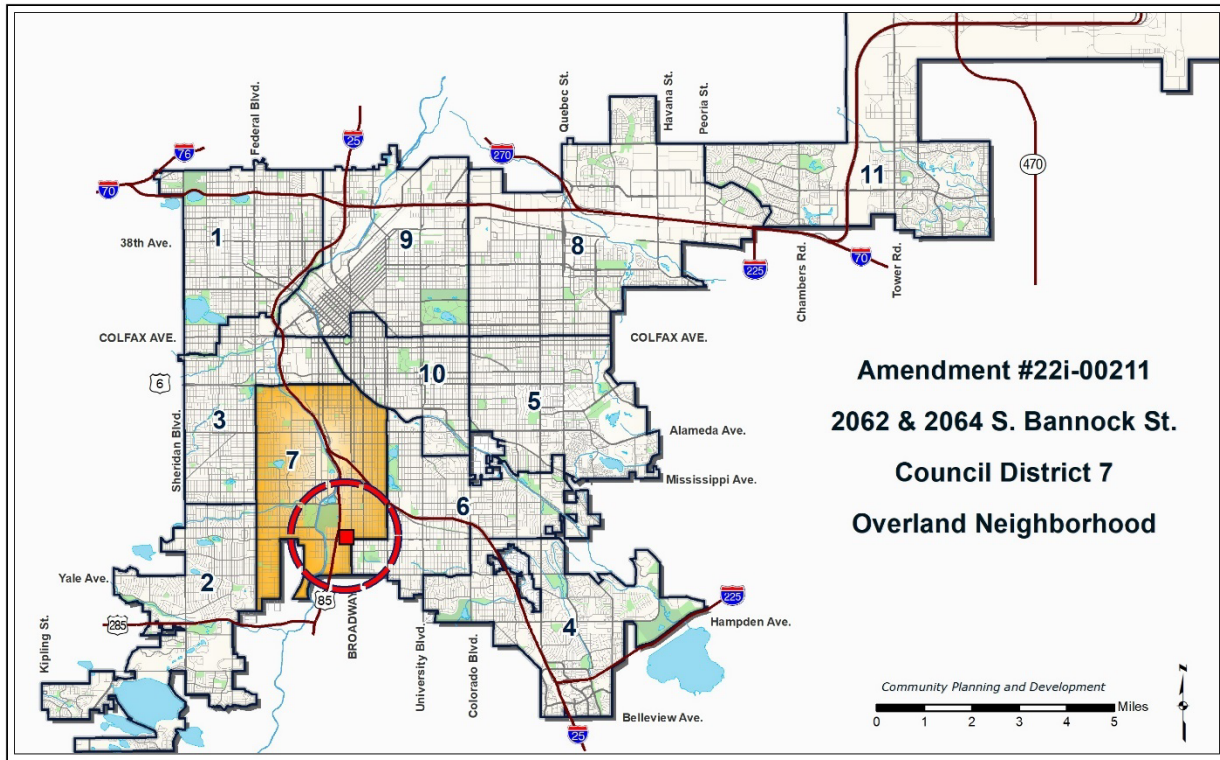 Federal Blvd.
Quebec St.
Havana St.
Peoria St.
76
25
270
70
470
1
9
8
11
38th Ave.
225
70
Chambers Rd.
Tower Rd.
COLFAX AVE.
COLFAX AVE.
6
10
5
3
Sheridan Blvd.
Alameda Ave.
7
Mississippi Ave.
6
Yale Ave.
2
85
285
BROADWAY
University Blvd.
Colorado Blvd.
4
225
Hampden Ave.
Kipling St.
Belleview Ave.
25
Amendment #22i-00211
2062 & 2064 S. Bannock St.
Council District 7
Overland Neighborhood
Community Planning and Development
Miles
0 1 2 3 4 5
N